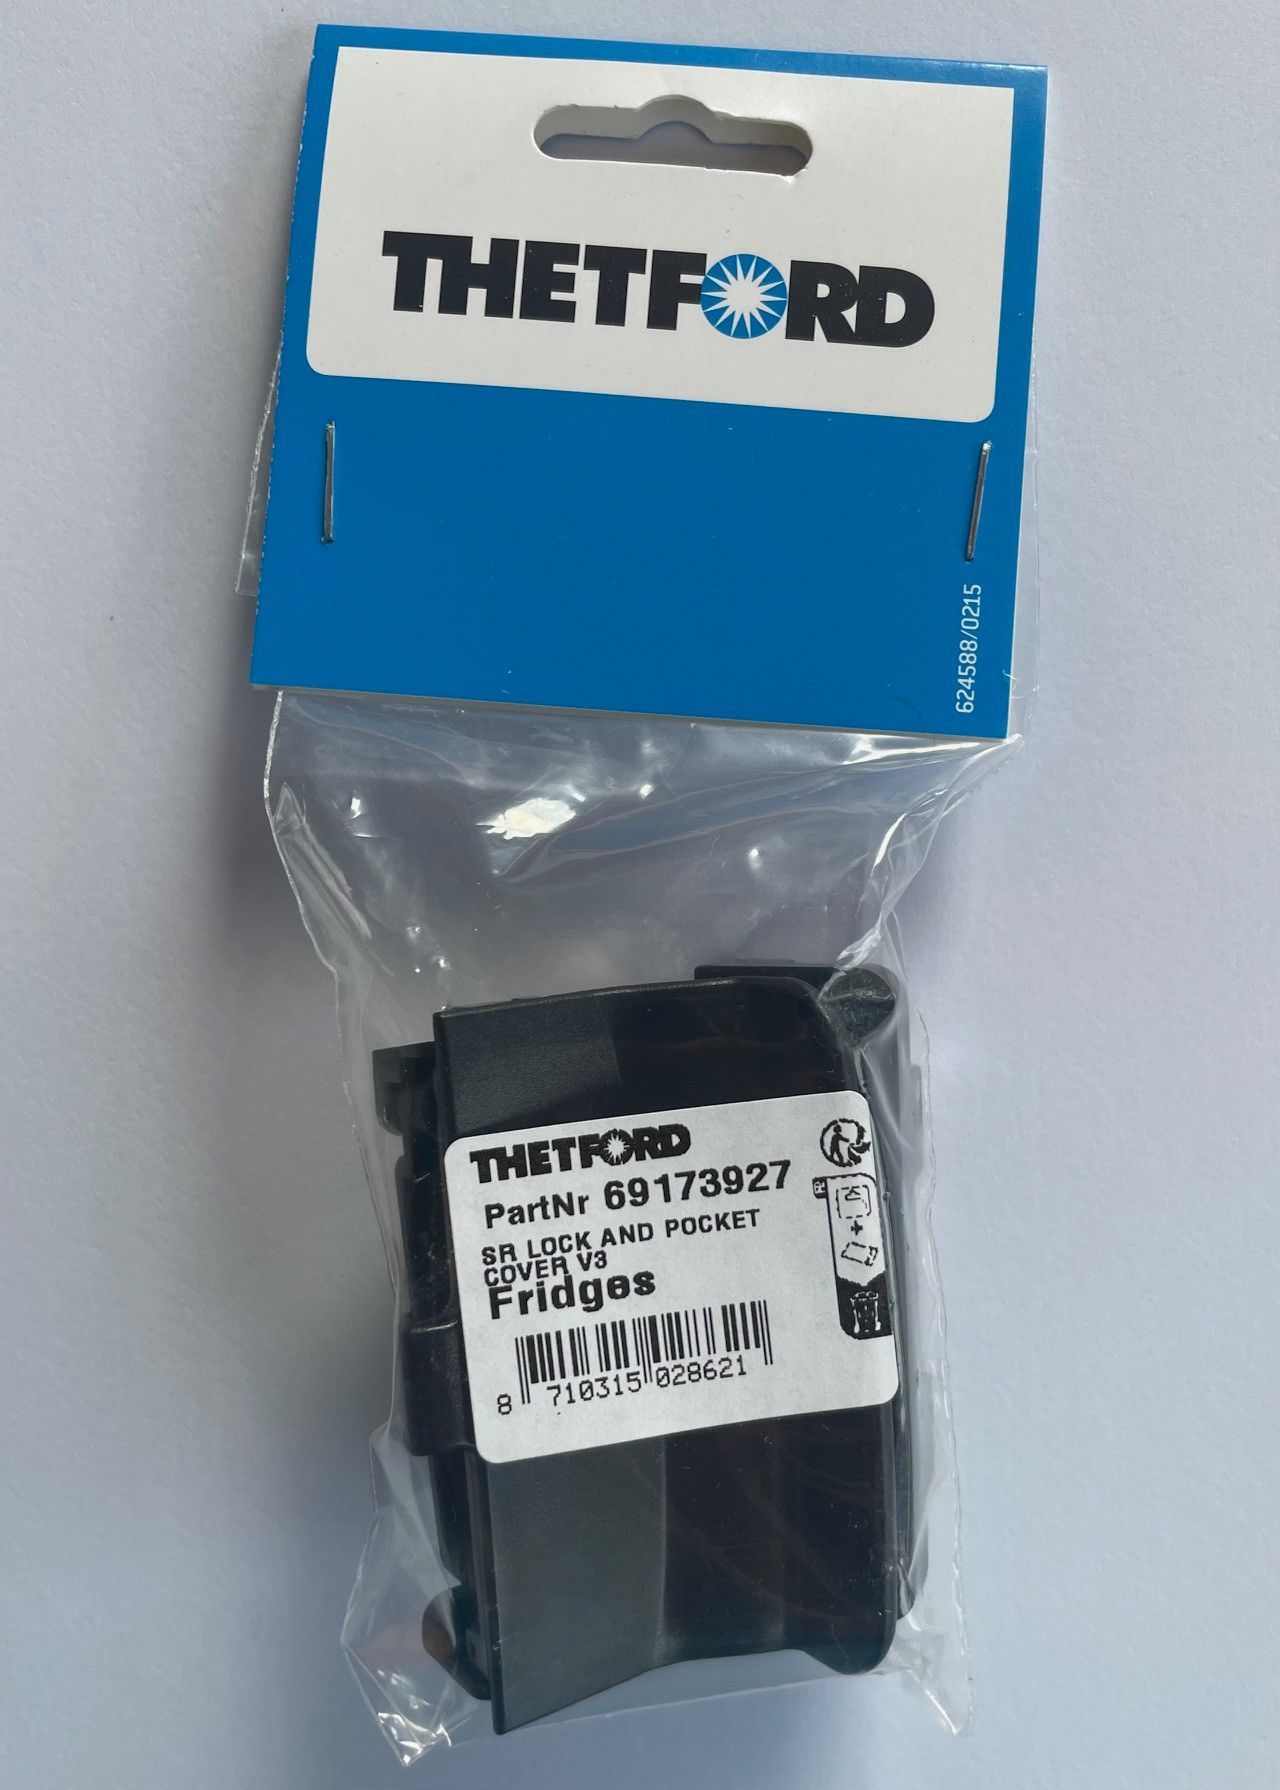 THETFORD
624588/0215
THETFORD
PartNr 69173927
SR LOCK AND POCKET
COVER V3
Fridges
8 710315 028621